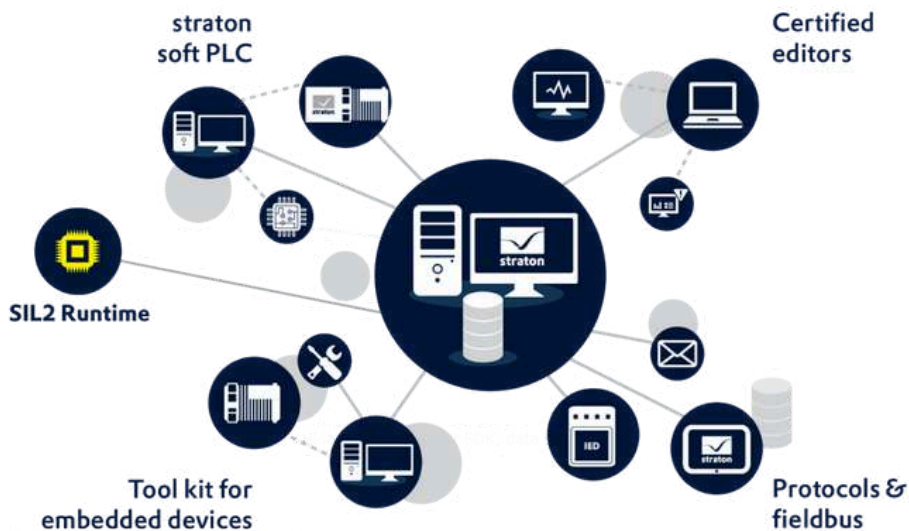 straton
soft PLC
Certified
editors
straton
straton
SIL2 Runtime
IED
straton
Tool kit for
embedded devices
Protocols &
fieldbus